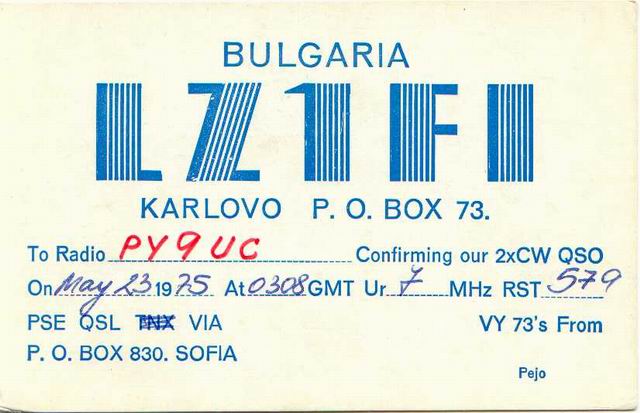 BULGARIA
LZ1FI
KARLOVO P. O. BOX 73.
To Radio PY9UC Confirming our 2xCW QSO
On May 23 1975 At 0308 GMT Ur 7 MHz RST 579
PSE QSL TNX VIA VY 73's From
P. O. BOX 830. SOFIA
Pejo